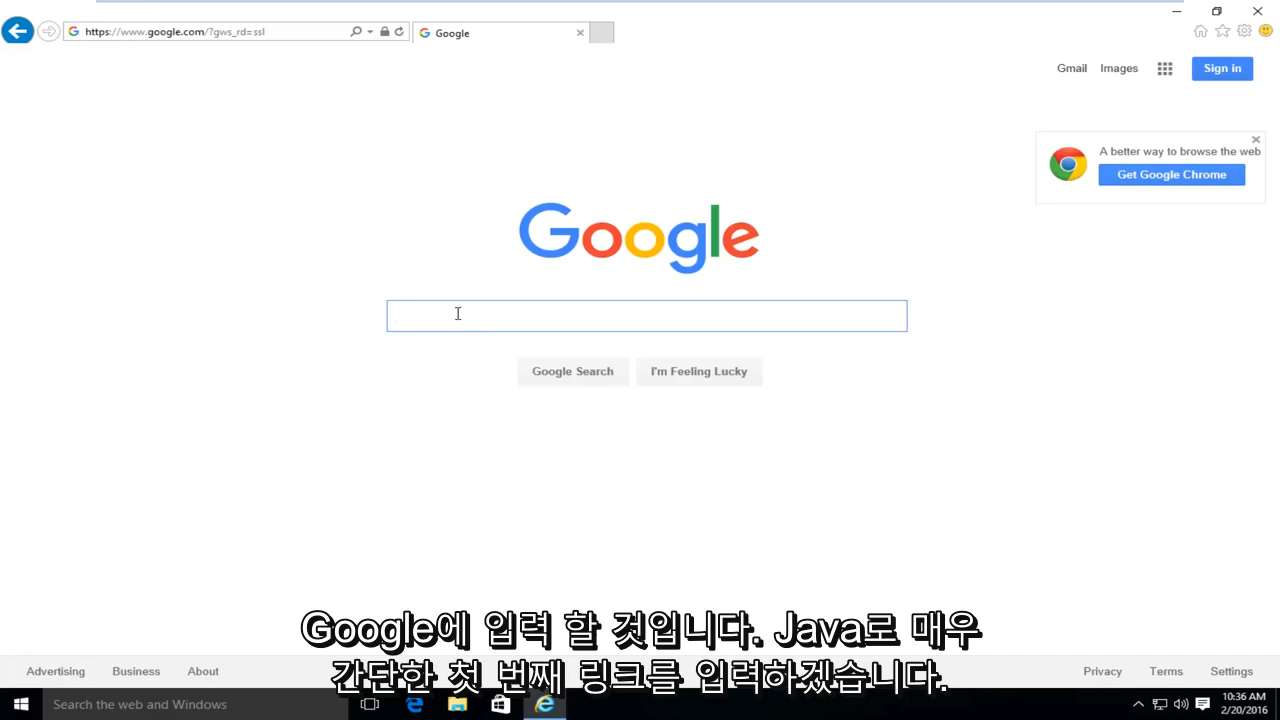 https://www.google.com/?gws_rd=ssl
Google
Gmail Images Sign in
A better way to browse the web
Get Google Chrome
Google
Google Search I'm Feeling Lucky
Google에 입력 할 것입니다. Java로 매우
간단한 첫 번째 링크를 입력하겠습니다.
Advertising Business About Privacy Terms Settings
Search the web and Windows
10:36 AM
2/20/2016